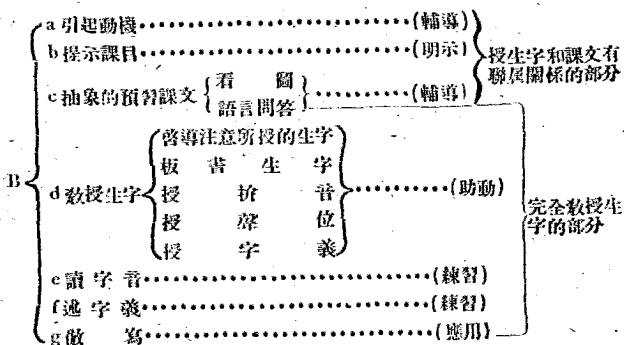 B
a 引起動機…………(輔導)
b 提示課目…………(明示)
c 抽象的預習課文
看圖
語言問答
…………(輔導)
授生字和課文有
聯属關係的部分
d 敎授生字
啓導注意所授的生字
板書生字
授拚音
授聲位
授字義
…………(助動)
完全敎授生
字的部分
e 讀字音…………(練習)
f 述字義…………(練習)
g 倣寫…………(應用)